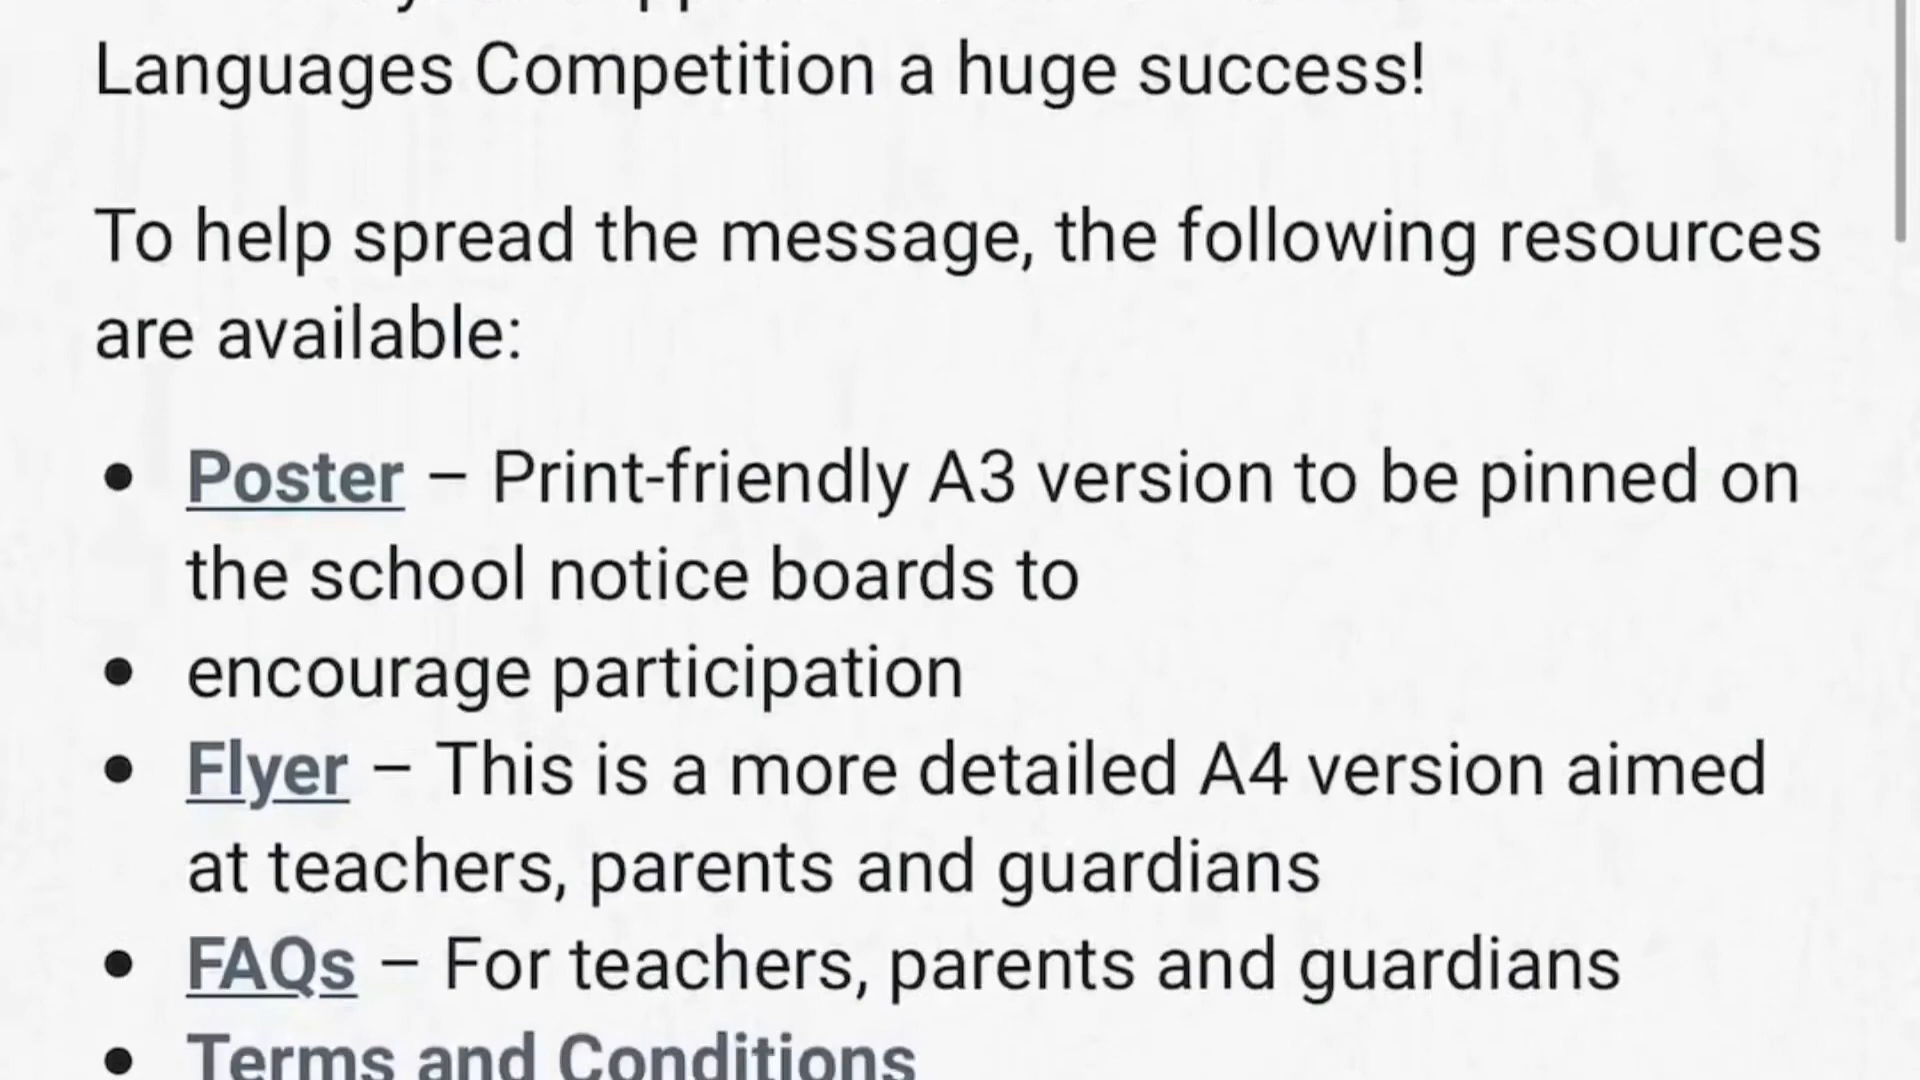 Languages Competition a huge success!
To help spread the message, the following resources
are available:
• Poster – Print-friendly A3 version to be pinned on
the school notice boards to
• encourage participation
• Flyer – This is a more detailed A4 version aimed
at teachers, parents and guardians
• FAQs – For teachers, parents and guardians
• Terms and Conditions